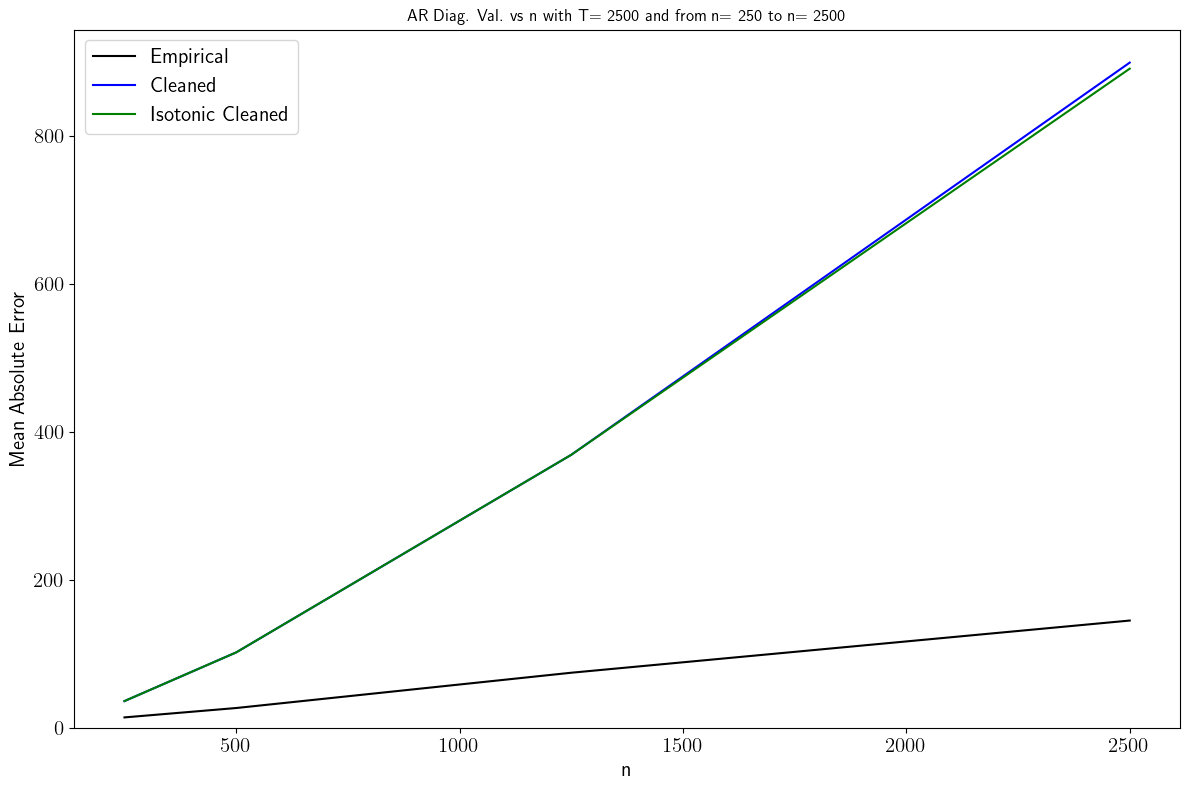 AR Diag. Val. vs n with T= 2500 and from n= 250 to n= 2500
Empirical
Cleaned
Isotonic Cleaned
Mean Absolute Error
800
600
400
200
0
500
1000
1500
2000
2500
n